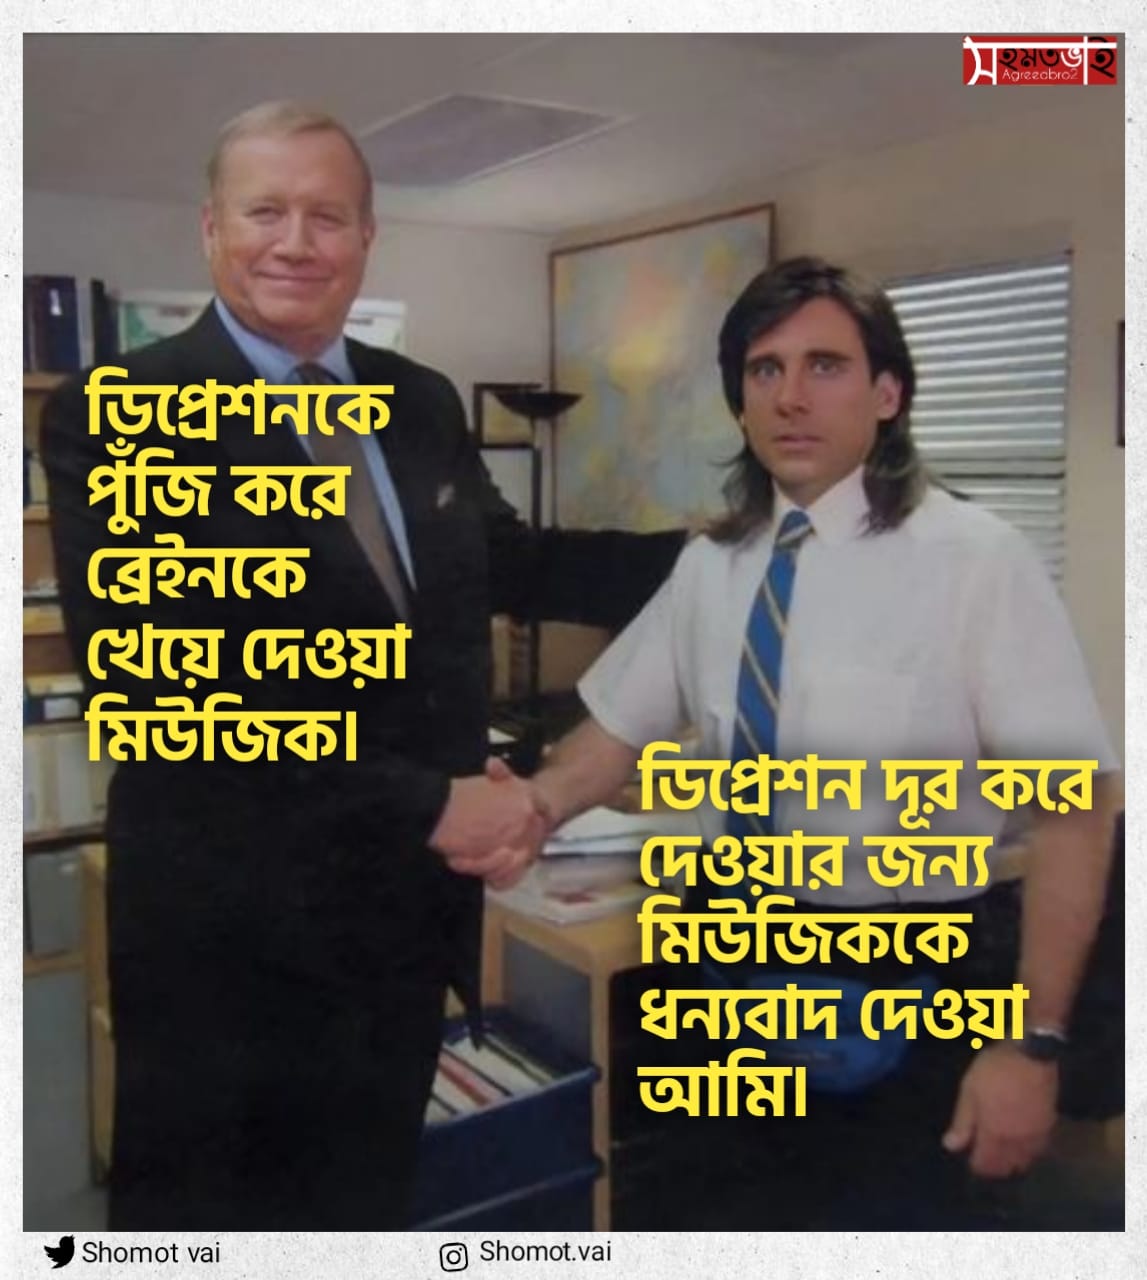 সহমতভাই
Agreeabro2
ডিপ্রেশনকে
পুঁজি করে
ব্রেইনকে
খেয়ে দেওয়া
মিউজিক।
ডিপ্রেশন দূর করে
দেওয়ার জন্য
মিউজিককে
ধন্যবাদ দেওয়া
আমি।
Shomot vai
Shomot.vai